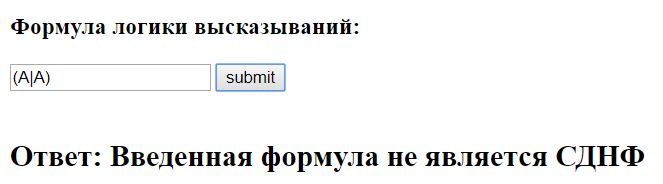 Формула логики высказываний:
(A|A) submit
Ответ: Введенная формула не является СДНФ